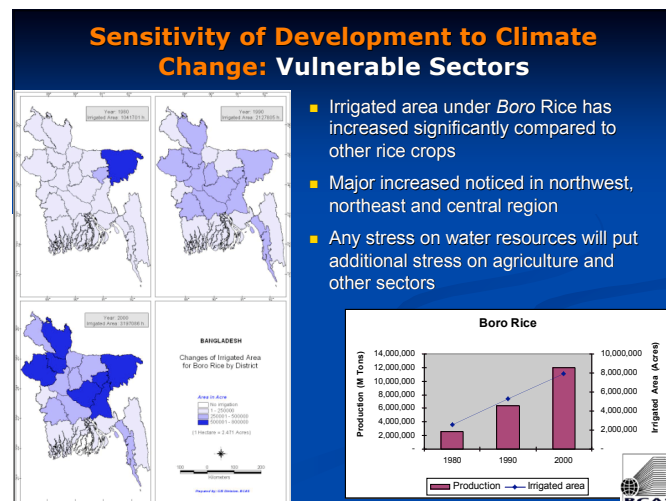 Sensitivity of Development to Climate
Change: Vulnerable Sectors
Year: 1980
Year: 1990
Year: 2000
BANGLADESH
Changes of Irrigated Area
for Boro Rice by District
Area in Acre
No Irrigation
1 - 250000
250001 - 500000
500001 - 900000
(1 Hectare = 2.471 Acres)
Kilometers
Irrigated area under Boro Rice has
increased significantly compared to
other rice crops
Major increased noticed in northwest,
northeast and central region
Any stress on water resources will put
additional stress on agriculture and
other sectors
Boro Rice
Production (M Tons)
14,000,000
12,000,000
10,000,000
8,000,000
6,000,000
4,000,000
2,000,000
-
10,000,000
8,000,000
6,000,000
4,000,000
2,000,000
-
Irrigated Area (Acres)
1980 1990 2000
Production Irrigated area